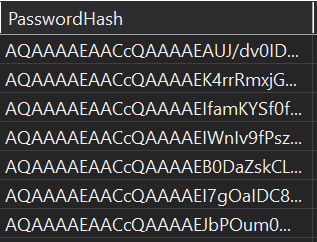 PasswordHash
AQAAAAEAACcQAAAAEAUJ/dv0ID...
AQAAAAEAACcQAAAAEK4rrRmxjG...
AQAAAAEAACcQAAAAEIfamKYSf0f...
AQAAAAEAACcQAAAAEIWnIv9fPsz...
AQAAAAEAACcQAAAAEB0DaZskCL...
AQAAAAEAACcQAAAAEI7gOaIDC8...
AQAAAAEAACcQAAAAEJbPOum0...